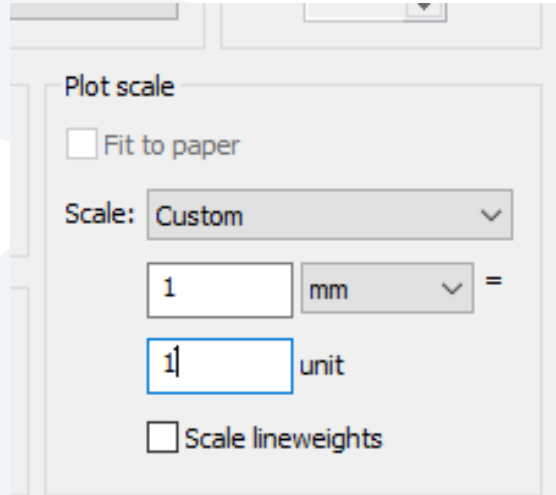 Plot scale
Fit to paper
Scale: Custom
1 mm =
1 unit
Scale lineweights